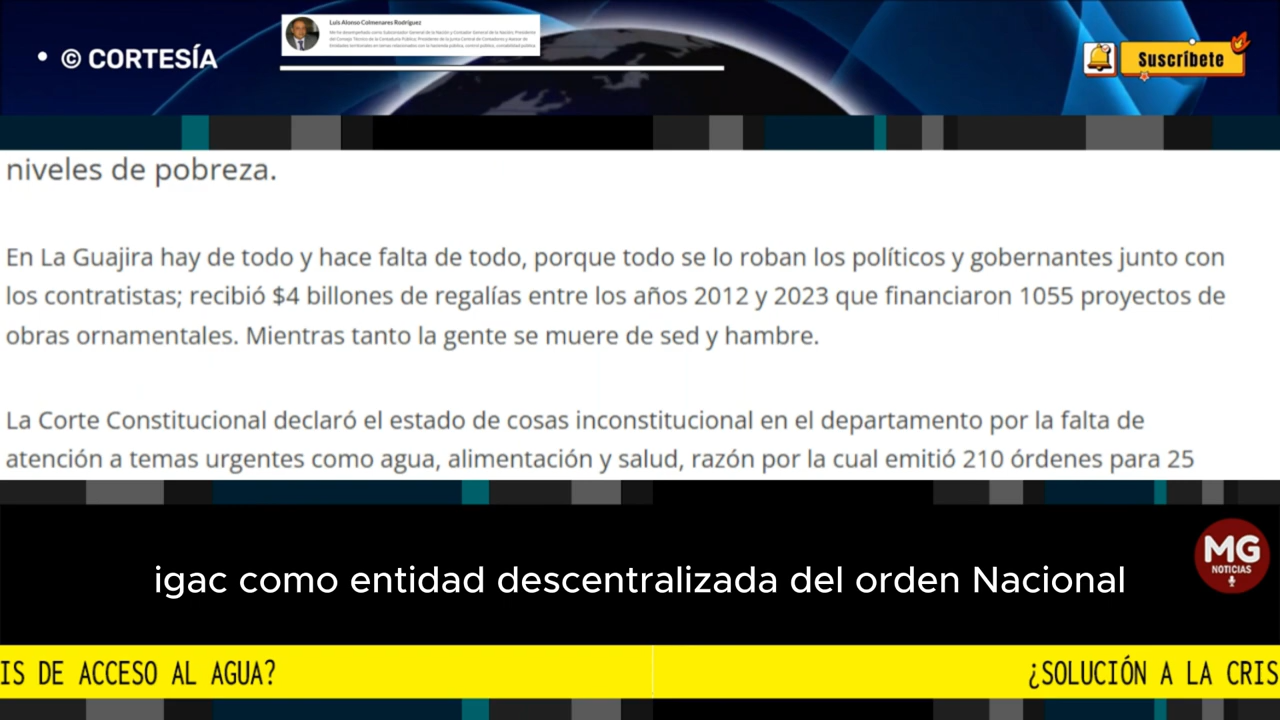 • © CORTESÍA
Luis Alonso Colmenares Rodríguez
Suscríbete
niveles de pobreza.
En La Guajira hay de todo y hace falta de todo, porque todo se lo roban los políticos y gobernantes junto con
los contratistas; recibió $4 billones de regalías entre los años 2012 y 2023 que financiaron 1055 proyectos de
obras ornamentales. Mientras tanto la gente se muere de sed y hambre.
La Corte Constitucional declaró el estado de cosas inconstitucional en el departamento por la falta de
atención a temas urgentes como agua, alimentación y salud, razón por la cual emitió 210 órdenes para 25
MG
NOTICIAS
igac como entidad descentralizada del orden Nacional
IS DE ACCESO AL AGUA?
¿SOLUCIÓN A LA CRIS